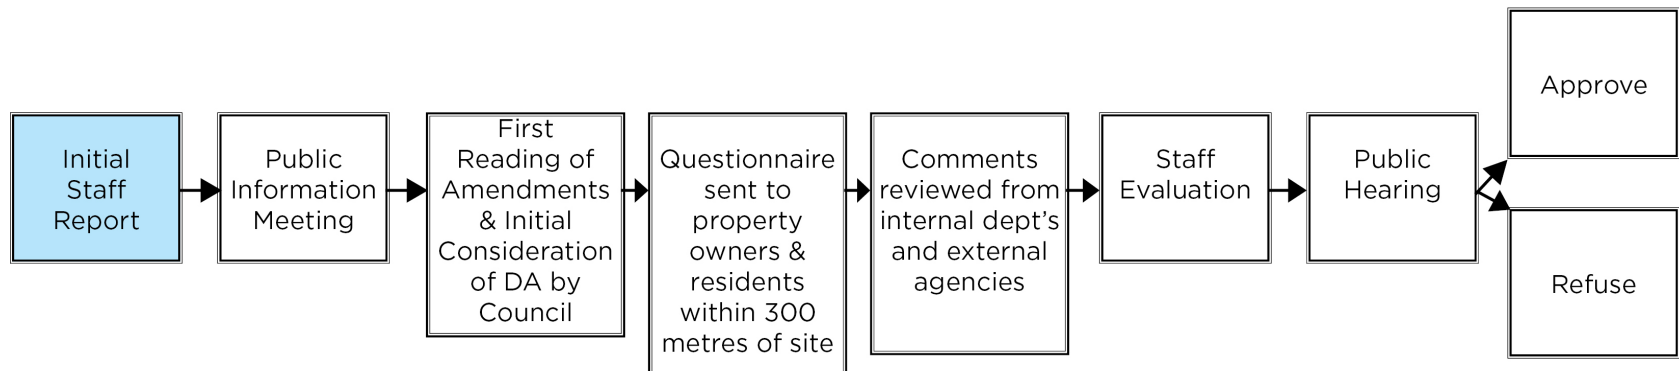 Initial
Staff
Report
Public
Information
Meeting
First
Reading of
Amendments
& Initial
Consideration
of DA by
Council
Questionnaire
sent to
property
owners &
residents
within 300
metres of site
Comments
reviewed from
internal dept's
and external
agencies
Staff
Evaluation
Public
Hearing
Approve
Refuse